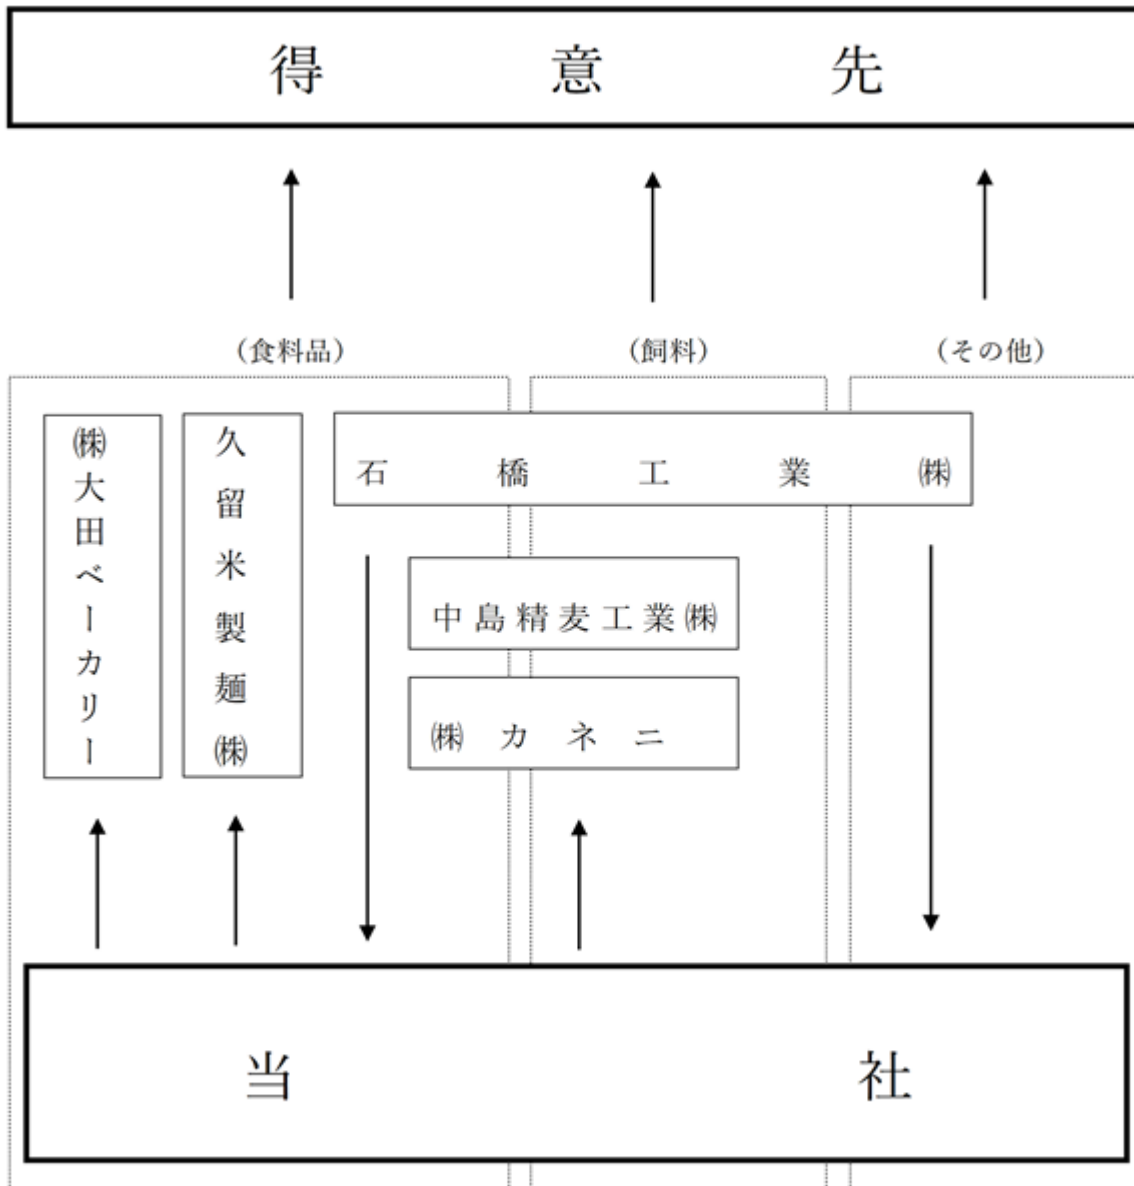 得意先
（食料品）
（飼料）
（その他）
㈱大田ベーカリー
久留米製麺㈱
石橋工業㈱
中島精麦工業㈱
㈱カネニ
当社